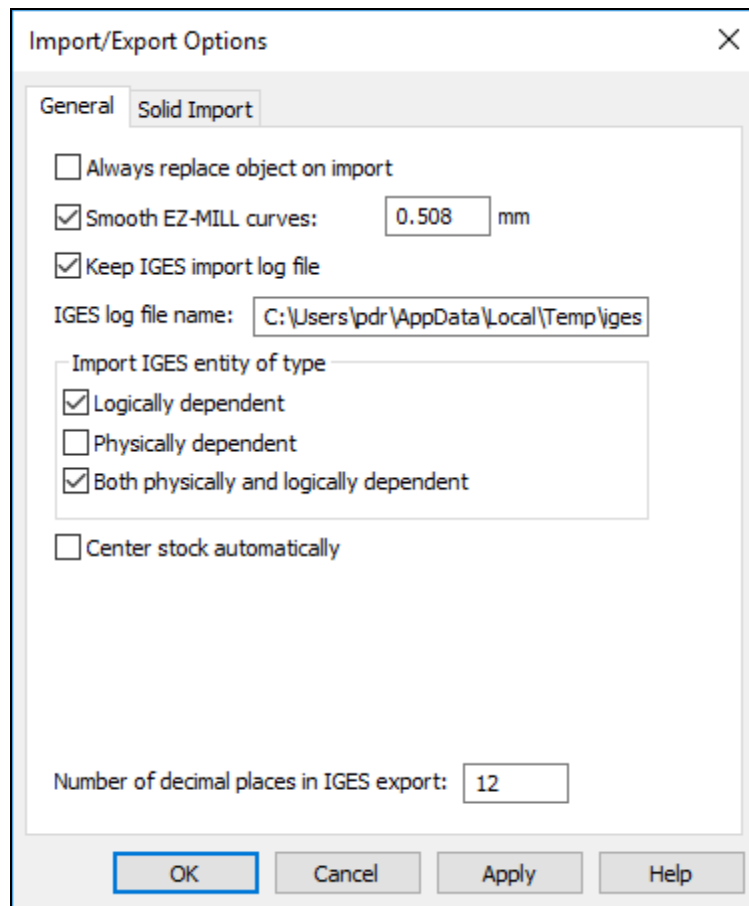 Import/Export Options
General
Solid Import
Always replace object on import
Smooth EZ-MILL curves: 0.508 mm
Keep IGES import log file
IGES log file name: C:\Users\pdr\AppData\Local\Temp\iges
Import IGES entity of type
Logically dependent
Physically dependent
Both physically and logically dependent
Center stock automatically
Number of decimal places in IGES export: 12
OK Cancel Apply Help